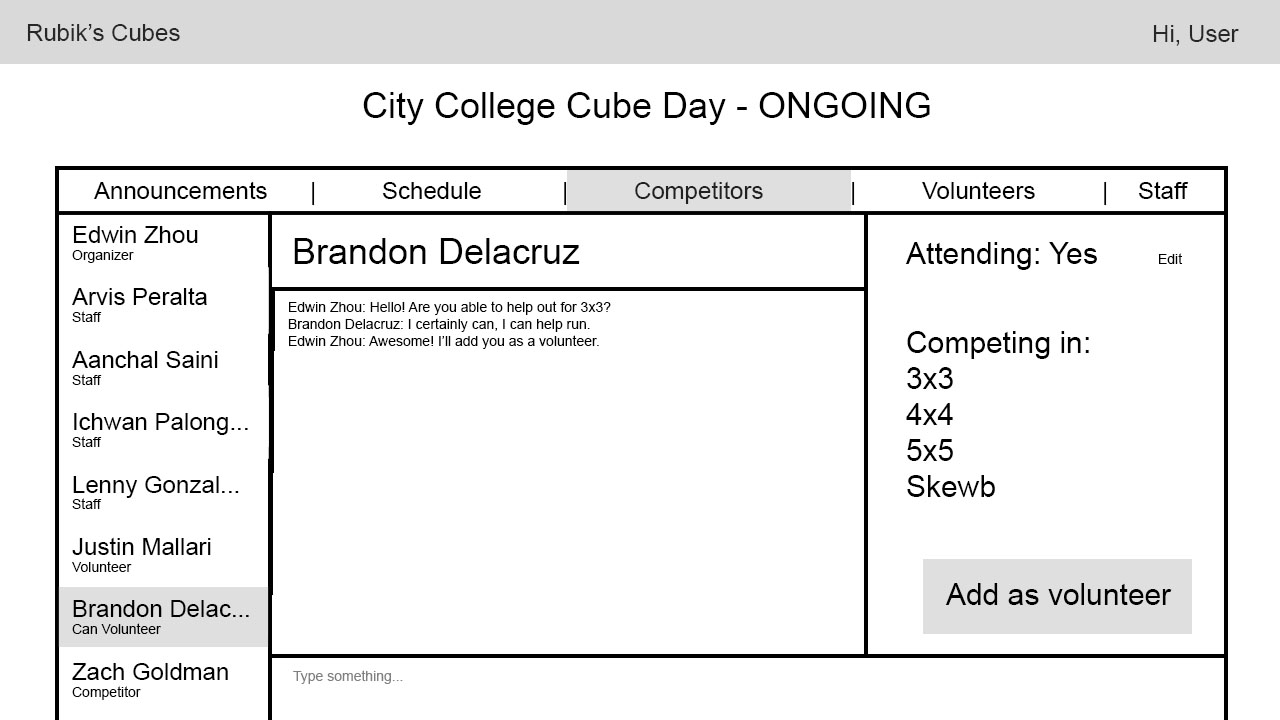 Rubik’s Cubes
Hi, User
City College Cube Day - ONGOING
Announcements | Schedule | Competitors | Volunteers | Staff
Edwin Zhou
Organizer
Arvis Peralta
Staff
Aanchal Saini
Staff
Ichwan Palong...
Staff
Lenny Gonzal...
Staff
Justin Mallari
Volunteer
Brandon Delac...
Can Volunteer
Zach Goldman
Competitor
Brandon Delacruz
Edwin Zhou: Hello! Are you able to help out for 3x3?
Brandon Delacruz: I certainly can, I can help run.
Edwin Zhou: Awesome! I’ll add you as a volunteer.
Type something...
Attending: Yes
Edit
Competing in:
3x3
4x4
5x5
Skewb
Add as volunteer